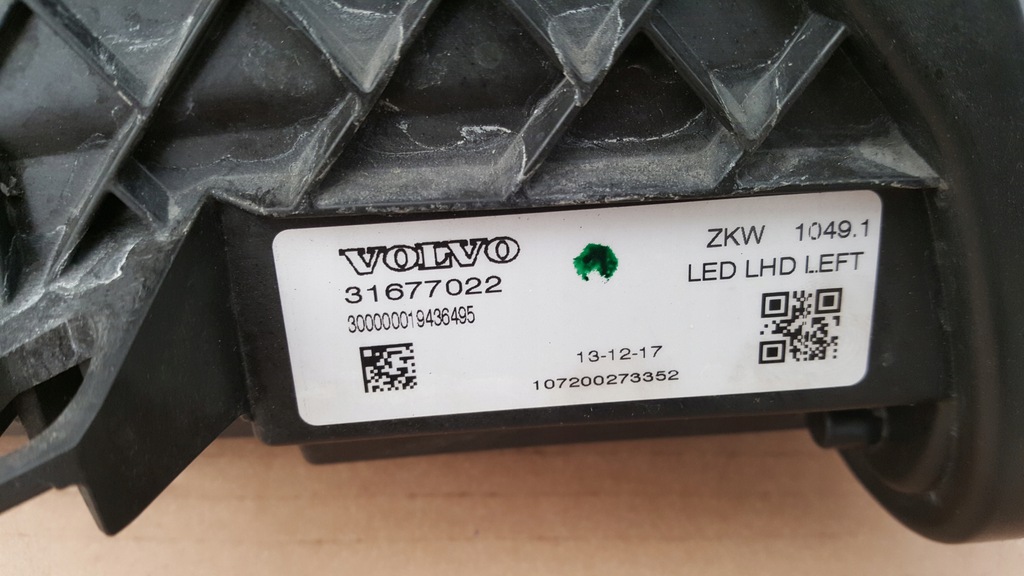 VOLVO
31677022
300000019436495
ZKW 1049.1
LED LHD LEFT
13-12-17
107200273352